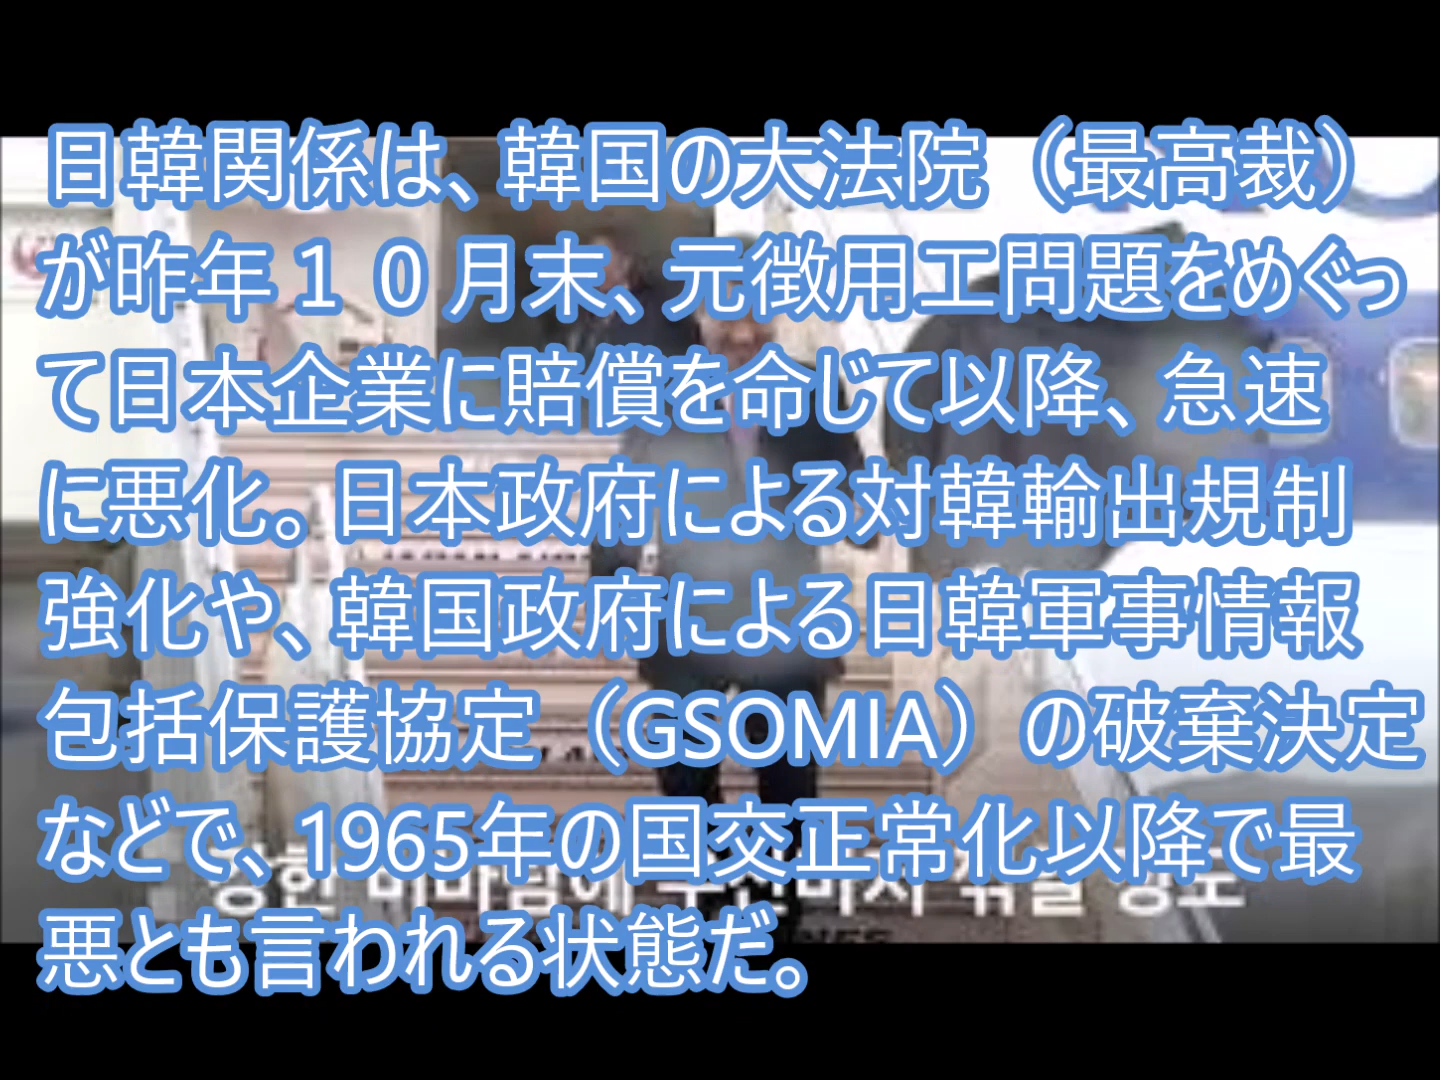 日韓関係は、韓国の大法院（最高裁）
が昨年１０月末、元徴用工問題をめぐっ
て日本企業に賠償を命じて以降、急速
に悪化。日本政府による対韓輸出規制
強化や、韓国政府による日韓軍事情報
包括保護協定（GSOMIA）の破棄決定
などで、1965年の国交正常化以降で最
悪とも言われる状態だ。